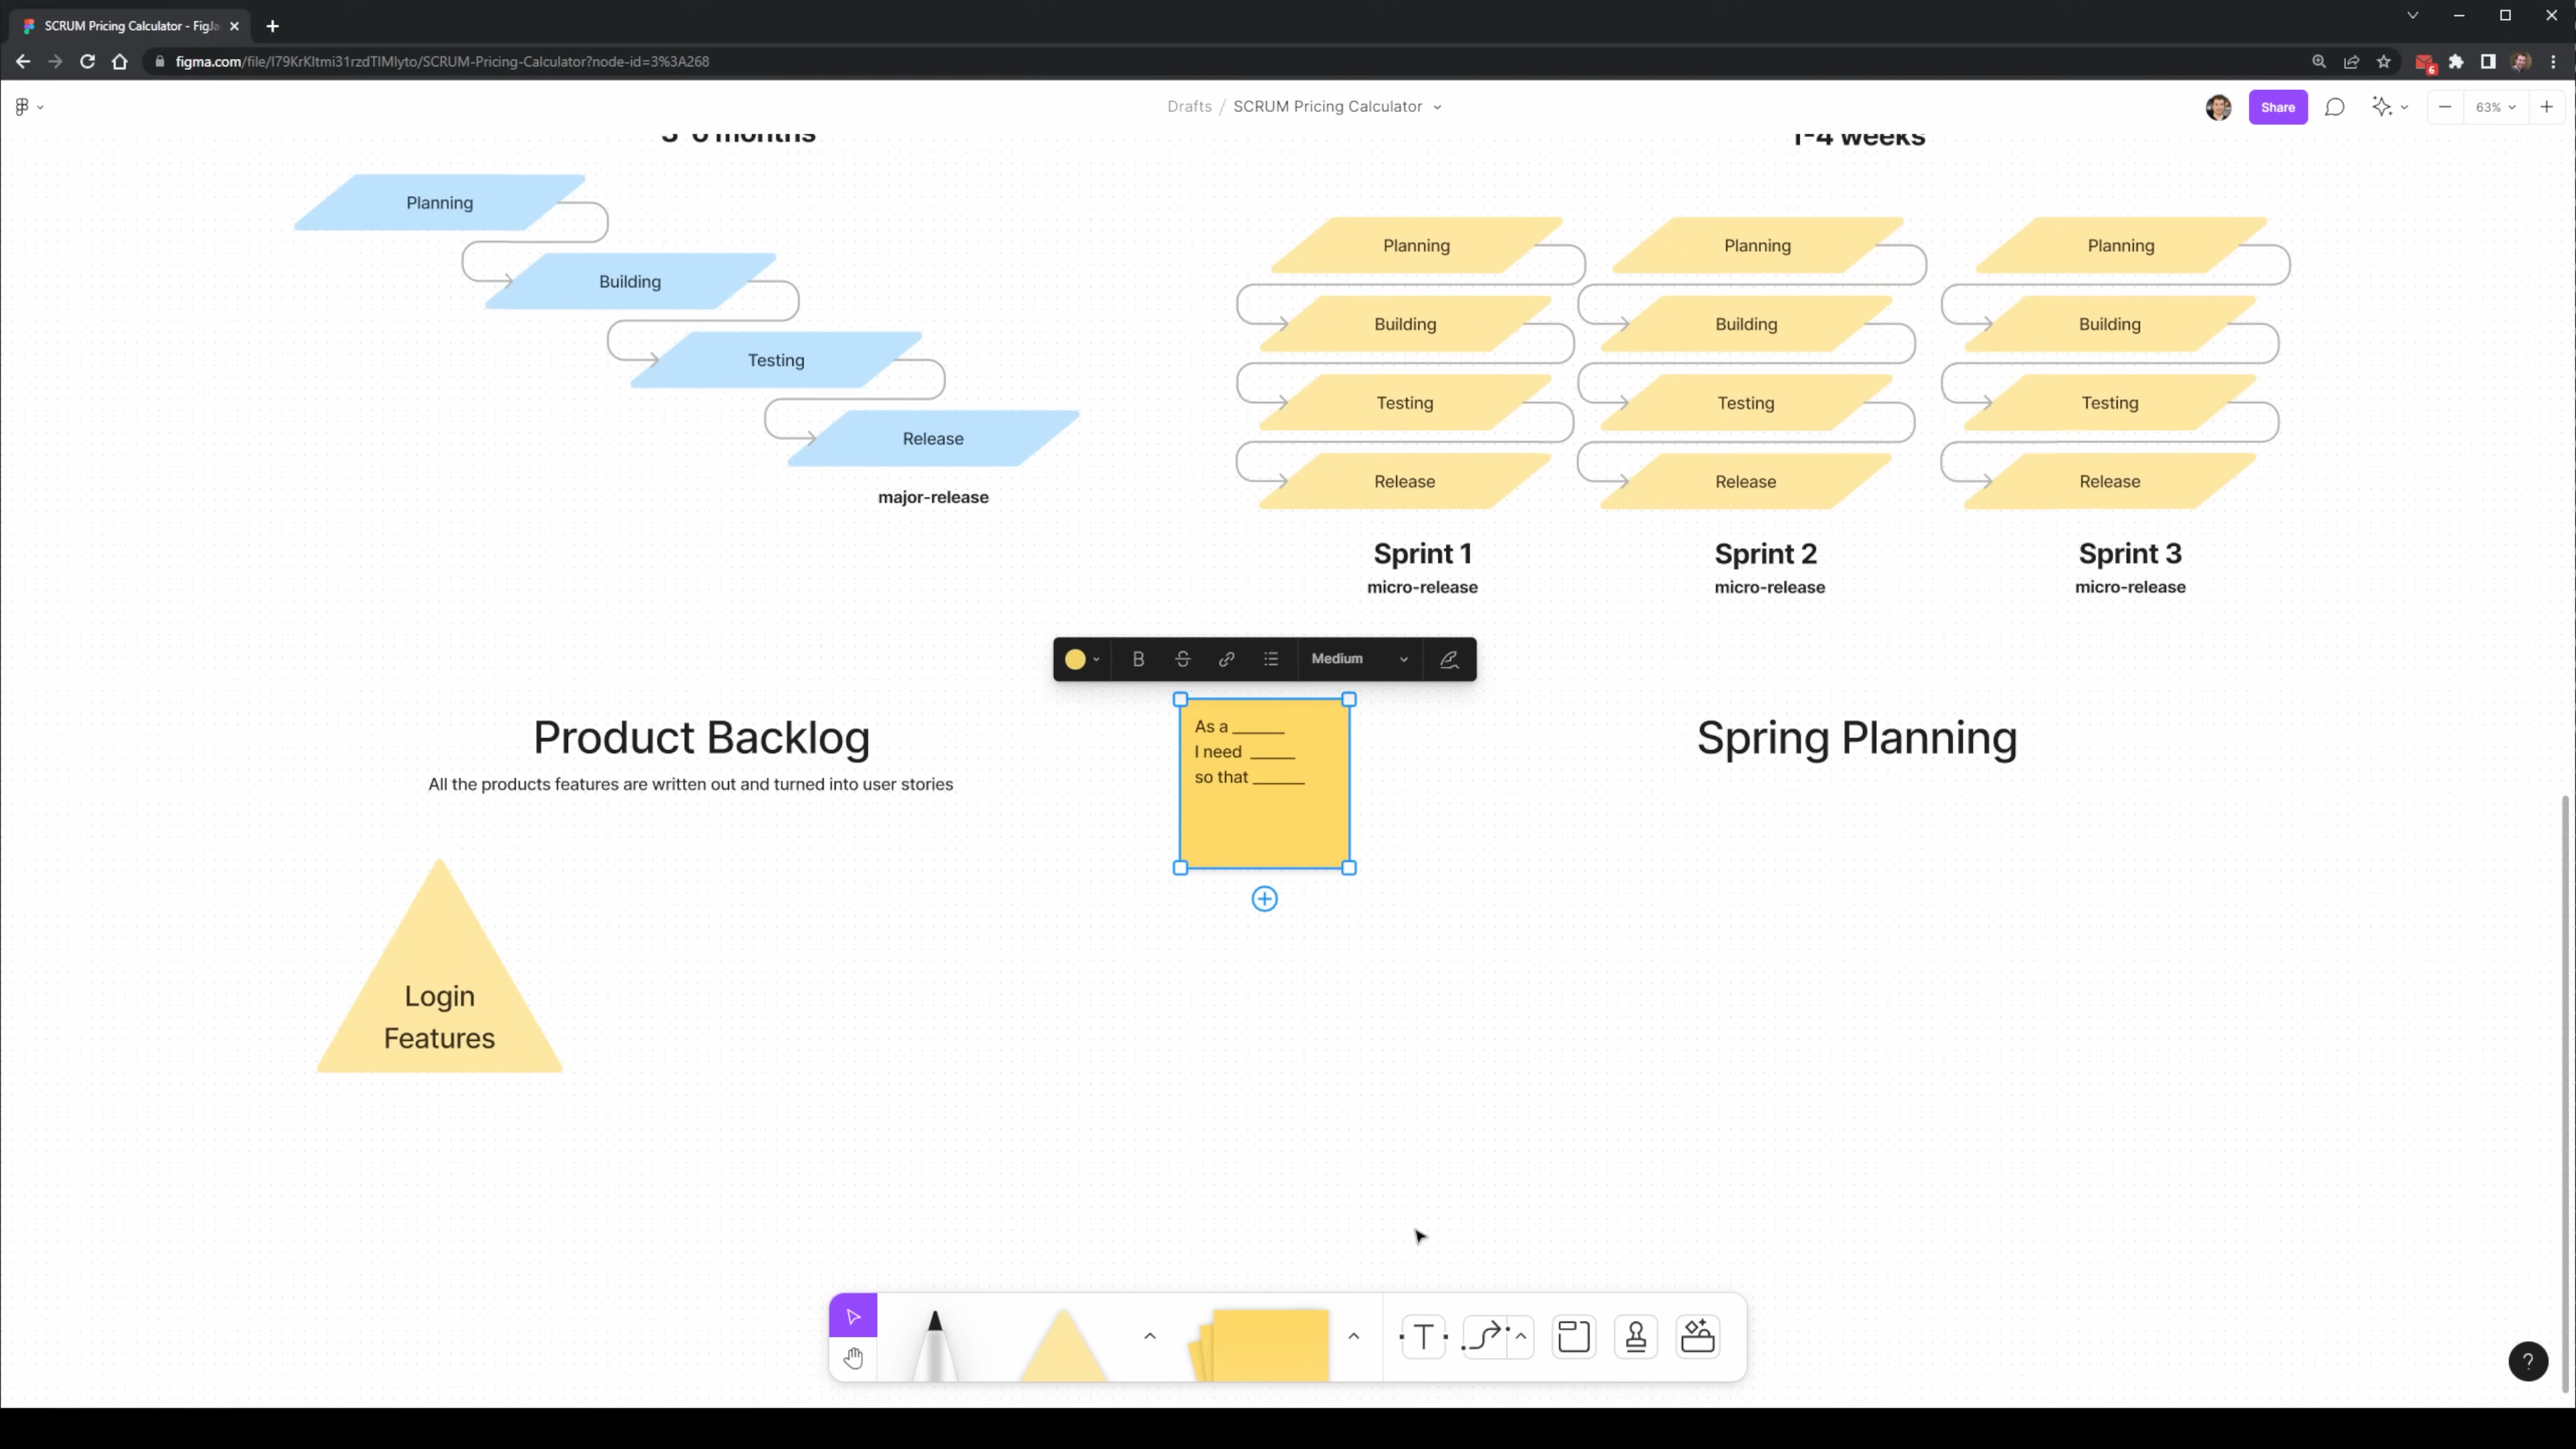 SCRUM Pricing Calculator - FigJa
figma.com/file/I79KrKItmi31rzdTIMIyto/SCRUM-Pricing-Calculator?node-id=3%3A268
6
Drafts / SCRUM Pricing Calculator
Share
63%
months
1-4 weeks
Planning
Building
Testing
Release
major-release
Planning
Building
Testing
Release
Sprint 1
micro-release
Planning
Building
Testing
Release
Sprint 2
micro-release
Planning
Building
Testing
Release
Sprint 3
micro-release
B
S
Medium
Product Backlog
All the products features are written out and turned into user stories
As a ______
I need _____
so that ______
Spring Planning
Login
Features
T
?